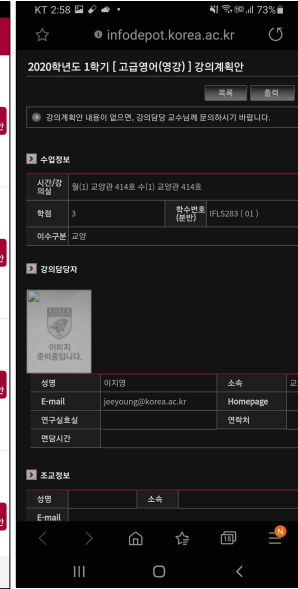 KT 2:58
73%
infodepot.korea.ac.kr
2020학년도 1학기 [ 고급영어(영강) ] 강의계획안
목록 출력
강의계획안 내용이 없으면, 강의담당 교수님께 문의하시기 바랍니다.
수업정보
시간/강의실 월(1) 교양관 414호 수(1) 교양관 414호
학점 3 학수번호(분반) IFLS283 ( 01 )
이수구분 교양
강의담당자
KOREA
이미지
준비중입니다.
성명 이지영 소속 교
E-mail jeeyoung@korea.ac.kr Homepage
연구실호실 연락처
면담시간
조교정보
성명 소속
E-mail
18
N
안
안
안
안